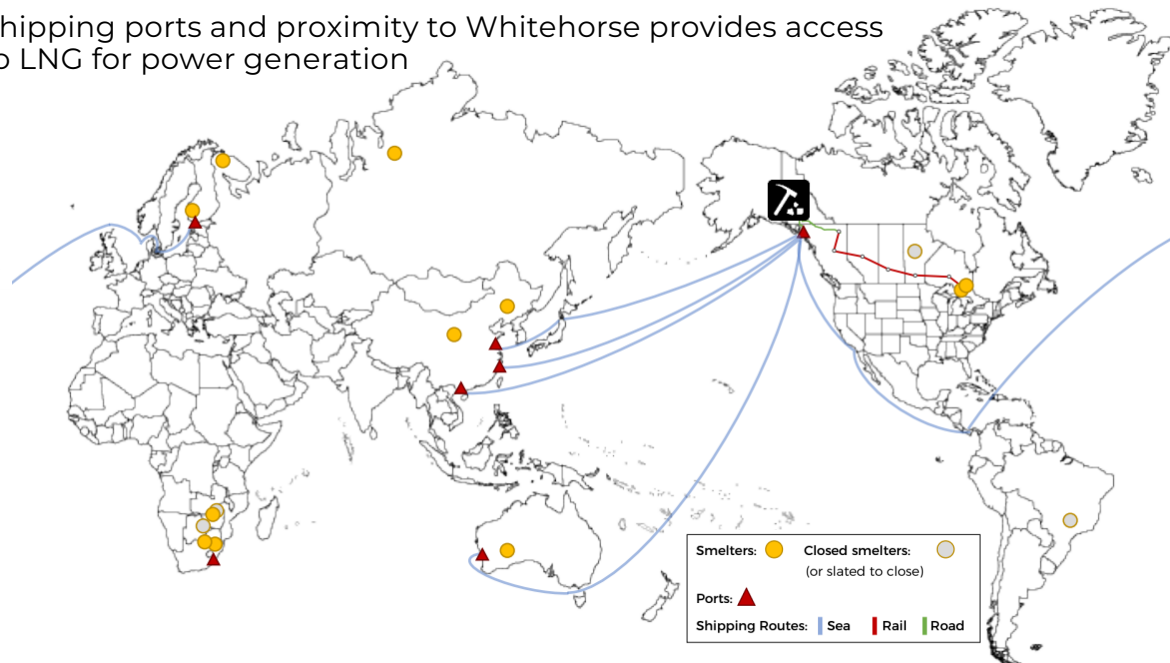 hipping ports and proximity to Whitehorse provides access
o LNG for power generation
Smelters:
Closed smelters:
(or slated to close)
Ports:
Shipping Routes: Sea Rail Road